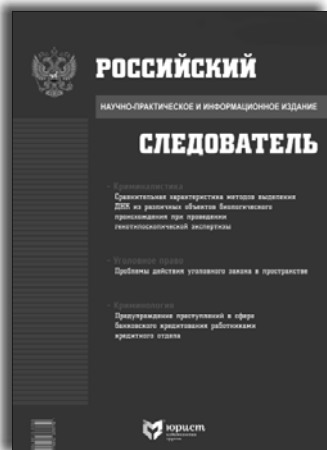 РОССИЙСКИЙ
НАУЧНО-ПРАКТИЧЕСКОЕ И ИНФОРМАЦИОННОЕ ИЗДАНИЕ
СЛЕДОВАТЕЛЬ
- Криминалистика
Сравнительная характеристика методов выделения
ДНК из различных объектов биологического
происхождения при проведении
генотипоскопической экспертизы
- Уголовное право
Проблемы действия уголовного закона в пространстве
- Криминология
Предупреждение преступлений в сфере
банковского кредитования работниками
кредитного отдела
юрист